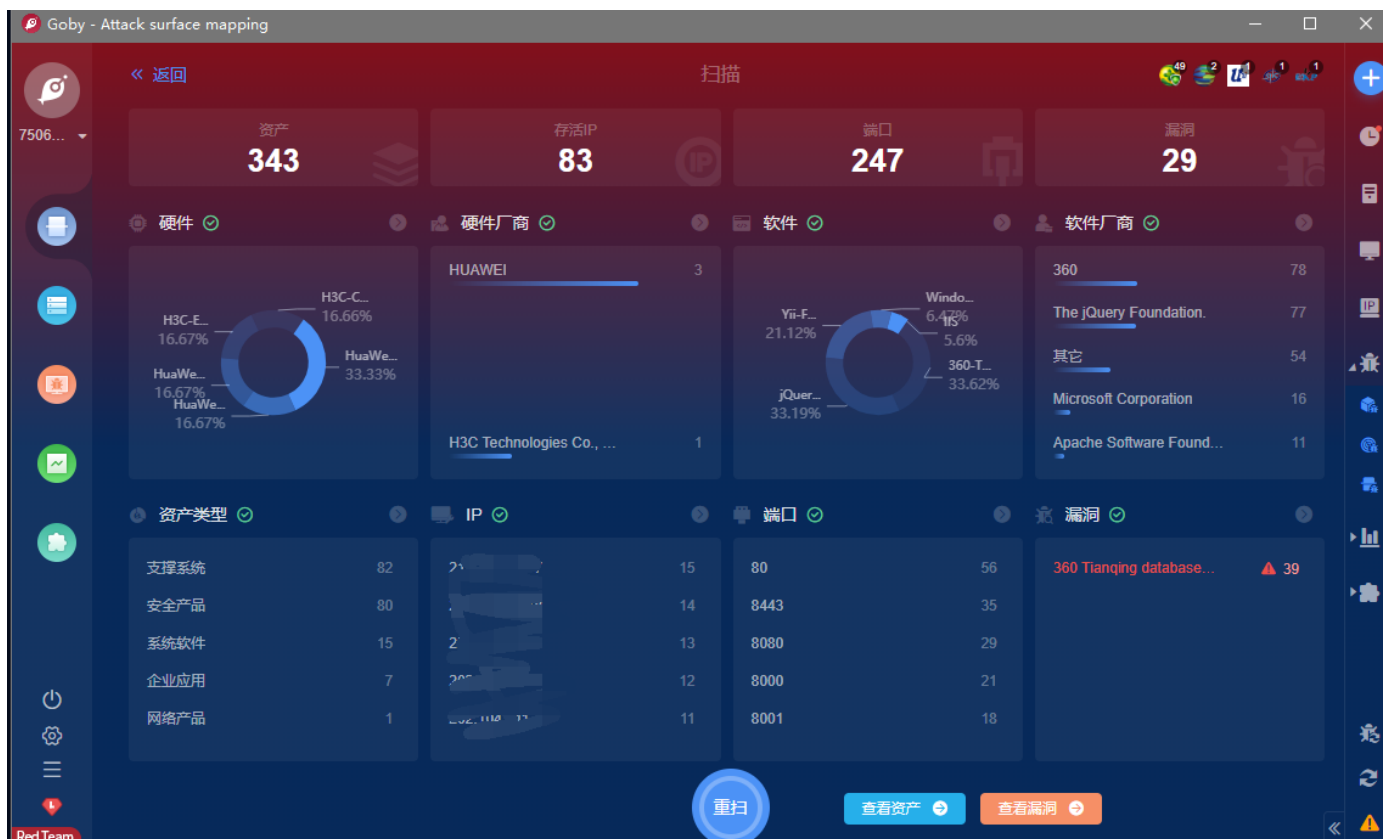 Goby - Attack surface mapping
返回
扫描
49
2
1
1
1
7506...
资产
343
存活IP
83
端口
247
漏洞
29
硬件
硬件厂商
软件
软件厂商
H3C-C...
16.66%
H3C-E...
16.67%
HuaWe...
33.33%
HuaWe...
16.67%
HuaWe...
16.67%
HUAWEI 3
H3C Technologies Co., ... 1
Windo...
6.47%
IIS
5.6%
Yii-F...
21.12%
360-T...
33.62%
jQuer...
33.19%
360 78
The jQuery Foundation. 77
其它 54
Microsoft Corporation 16
Apache Software Found... 11
资产类型
IP
端口
漏洞
支撑系统 82
安全产品 80
系统软件 15
企业应用 7
网络产品 1
15
14
13
12
11
80 56
8443 35
8080 29
8000 21
8001 18
360 Tianqing database... 39
重扫
查看资产
查看漏洞
Red Team
IP